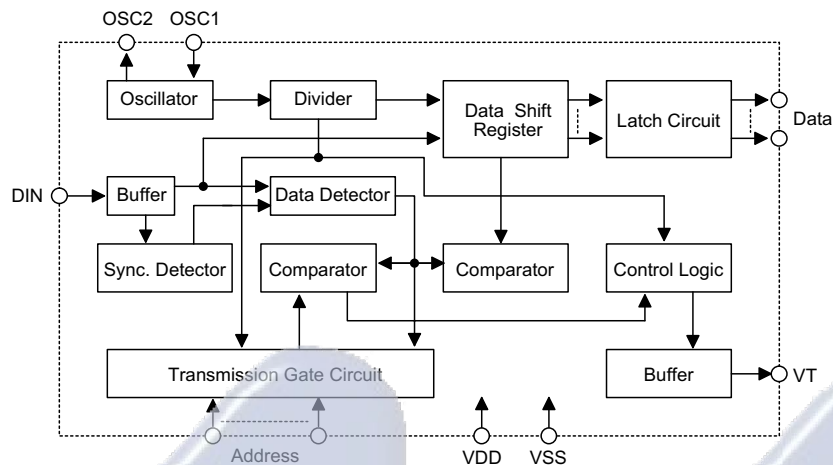 OSC2 OSC1
Oscillator
Divider
Data Shift
Register
Latch Circuit
Data
DIN
Buffer
Data Detector
Sync. Detector
Comparator
Comparator
Control Logic
Transmission Gate Circuit
Buffer
VT
Address
VDD
VSS